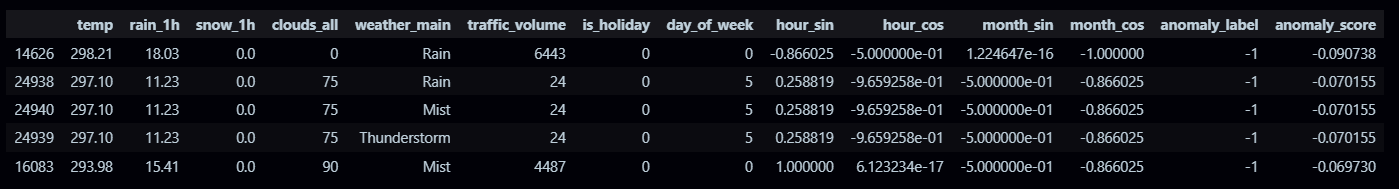 temp rain_1h snow_1h clouds_all weather_main traffic_volume is_holiday day_of_week hour_sin hour_cos month_sin month_cos anomaly_label anomaly_score
14626 298.21 18.03 0.0 0 Rain 6443 0 0 -0.866025 -5.000000e-01 1.224647e-16 -1.000000 -1 -0.090738
24938 297.10 11.23 0.0 75 Rain 24 0 5 0.258819 -9.659258e-01 -5.000000e-01 -0.866025 -1 -0.070155
24940 297.10 11.23 0.0 75 Mist 24 0 5 0.258819 -9.659258e-01 -5.000000e-01 -0.866025 -1 -0.070155
24939 297.10 11.23 0.0 75 Thunderstorm 24 0 5 0.258819 -9.659258e-01 -5.000000e-01 -0.866025 -1 -0.070155
16083 293.98 15.41 0.0 90 Mist 4487 0 0 1.000000 6.123234e-17 -5.000000e-01 -0.866025 -1 -0.069730